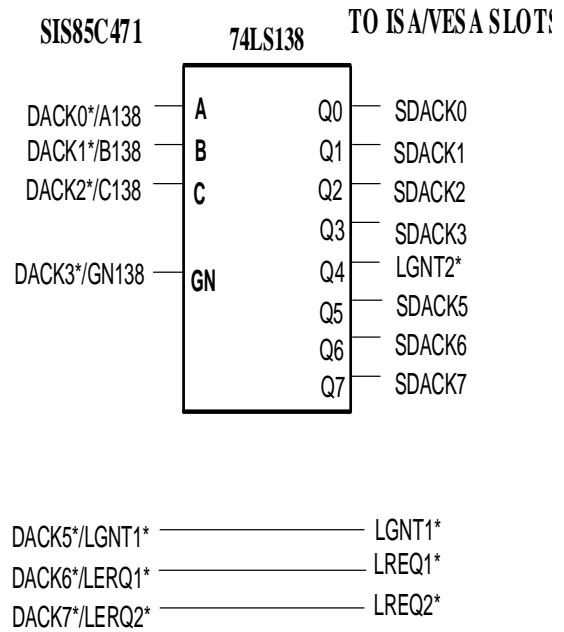 SIS85C471 74LS138 TO ISA/VESA SLOTS
DACK0*/A138 A Q0 SDACK0
DACK1*/B138 B Q1 SDACK1
DACK2*/C138 C Q2 SDACK2
Q3 SDACK3
DACK3*/GN138 GN Q4 LGNT2*
Q5 SDACK5
Q6 SDACK6
Q7 SDACK7
DACK5*/LGNT1* LGNT1*
DACK6*/LERQ1* LREQ1*
DACK7*/LERQ2* LREQ2*